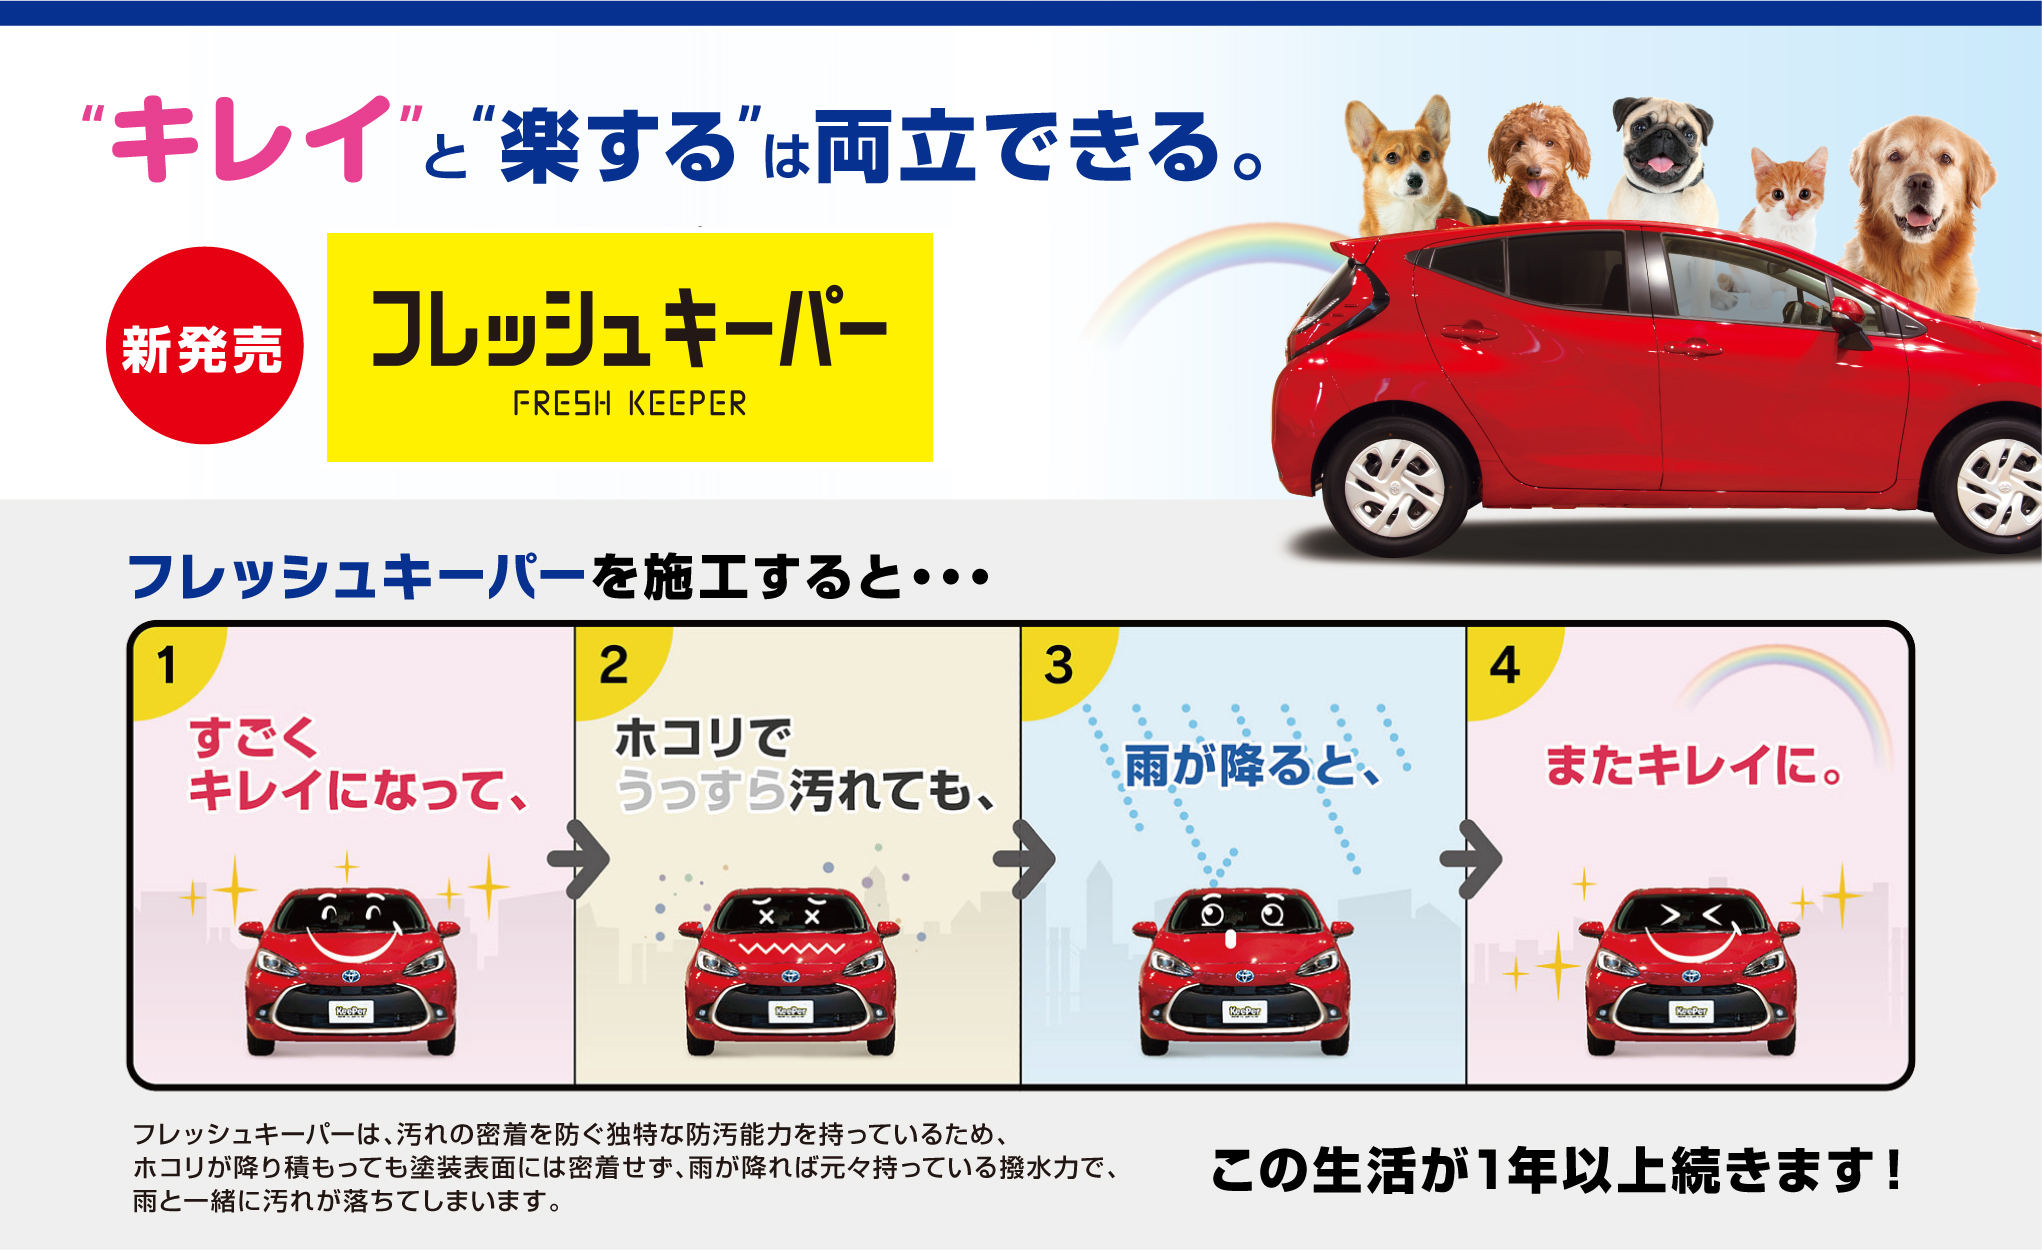 “キレイ”と“楽する”は両立できる。
新発売
フレッシュキーパー
FRESH KEEPER
フレッシュキーパーを施工すると・・・
1
すごく
キレイになって、
2
ホコリで
うっすら汚れても、
3
雨が降ると、
4
またキレイに。
KeePer
KeePer
KeePer
KeePer
フレッシュキーパーは、汚れの密着を防ぐ独特な防汚能力を持っているため、
ホコリが降り積もっても塗装表面には密着せず、雨が降れば元々持っている撥水力で、
雨と一緒に汚れが落ちてしまいます。
この生活が1年以上続きます！